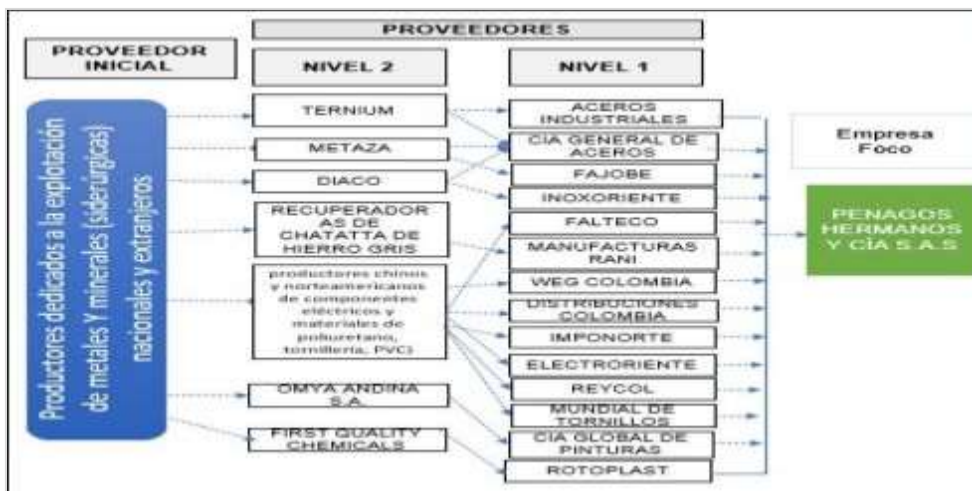 PROVEEDORES
PROVEEDOR
INICIAL
NIVEL 2
NIVEL 1
Productores dedicados a la explotación
de metales Y minerales (siderúrgicas)
nacionales y extranjeros
TERNIUM
METAZA
DIACO
RECUPERADOR
AS DE
CHATATTA DE
HIERRO GRIS
productores chinos
y norteamericanos
de componentes
eléctricos y
materiales de
poliuretano,
tornillería, PVC)
OMYA ANDINA
S.A.
FIRST QUALITY
CHEMICALS
ACEROS
INDUSTRIALES
CIA GENERAL DE
ACEROS
FAJOBE
INOXORIENTE
FALTECO
MANUFACTURAS
RANI
WEG COLOMBIA
DISTRIBUCIONES
COLOMBIA
IMPONORTE
ELECTRORIENTE
REYCOL
MUNDIAL DE
TORNILLOS
CIA GLOBAL DE
PINTURAS
ROTOPLAST
Empresa
Foco
PENAGOS
HERMANOS
Y CÍA S.A.S